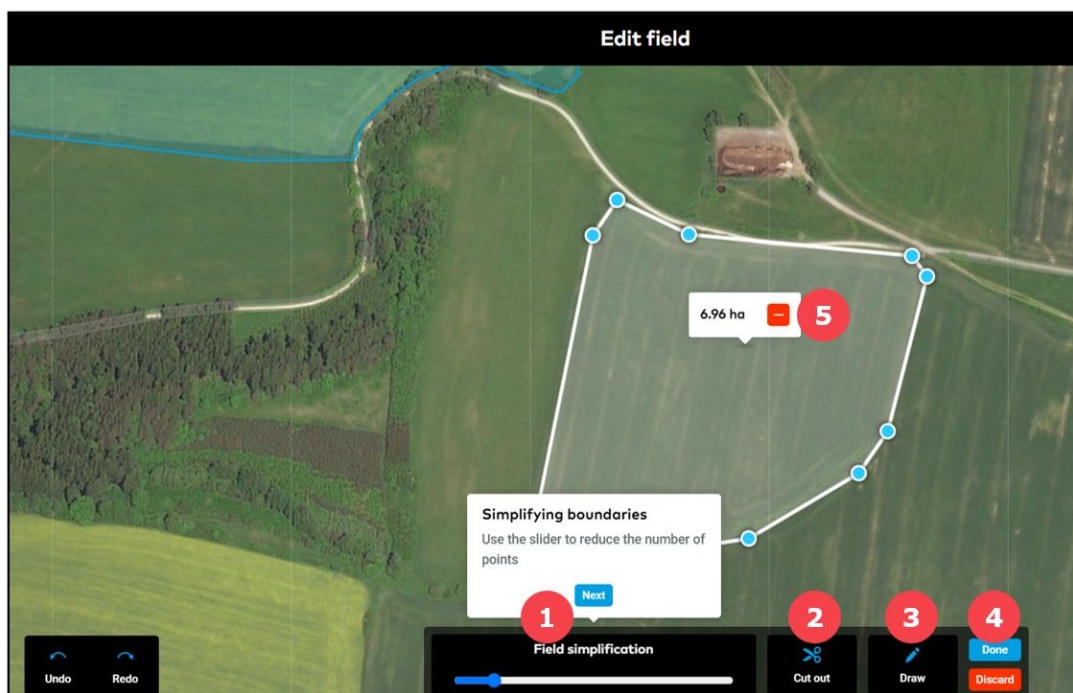 Edit field
6.96 ha
5
Simplifying boundaries
Use the slider to reduce the number of
points
Next
1
2
3
4
Field simplification
Undo
Redo
Cut out
Draw
Done
Discard